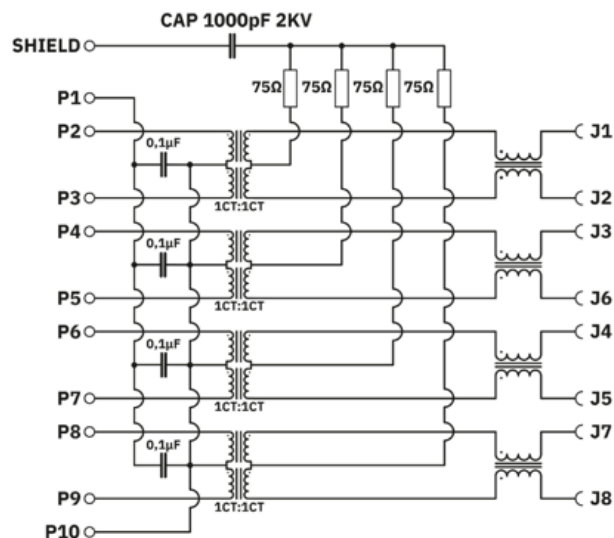 CAP 1000pF 2KV
SHIELD
75Ω 75Ω 75Ω 75Ω
P1
P2 J1
0,1µF
P3 J2
1CT:1CT
P4 J3
0,1µF
P5 J6
1CT:1CT
P6 J4
0,1µF
P7 J5
1CT:1CT
P8 J7
0,1µF
P9 J8
1CT:1CT
P10